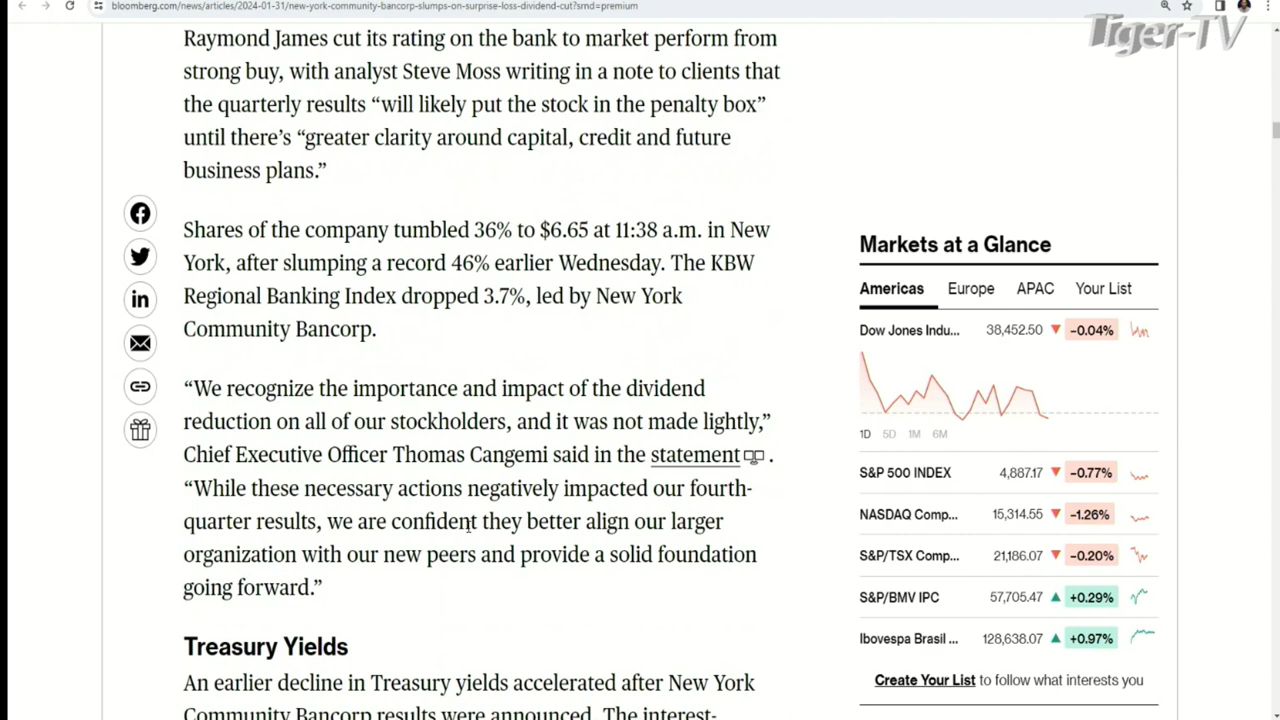 bloomberg.com/news/articles/2024-01-31/new-york-community-bancorp-slumps-on-surprise-loss-dividend-cut?srnd=premium
Tiger-TV
Raymond James cut its rating on the bank to market perform from
strong buy, with analyst Steve Moss writing in a note to clients that
the quarterly results “will likely put the stock in the penalty box”
until there’s “greater clarity around capital, credit and future
business plans.”
Shares of the company tumbled 36% to $6.65 at 11:38 a.m. in New
York, after slumping a record 46% earlier Wednesday. The KBW
Regional Banking Index dropped 3.7%, led by New York
Community Bancorp.
“We recognize the importance and impact of the dividend
reduction on all of our stockholders, and it was not made lightly,”
Chief Executive Officer Thomas Cangemi said in the statement .
“While these necessary actions negatively impacted our fourth-
quarter results, we are confident they better align our larger
organization with our new peers and provide a solid foundation
going forward.”
Treasury Yields
An earlier decline in Treasury yields accelerated after New York
Community Bancorp results were announced. The interest-
Markets at a Glance
Americas Europe APAC Your List
Dow Jones Indu... 38,452.50 ▼ -0.04%
1D 5D 1M 6M
S&P 500 INDEX 4,887.17 ▼ -0.77%
NASDAQ Comp... 15,314.55 ▼ -1.26%
S&P/TSX Comp... 21,186.07 ▼ -0.20%
S&P/BMV IPC 57,705.47 ▲ +0.29%
Ibovespa Brasil ... 128,638.07 ▲ +0.97%
Create Your List to follow what interests you